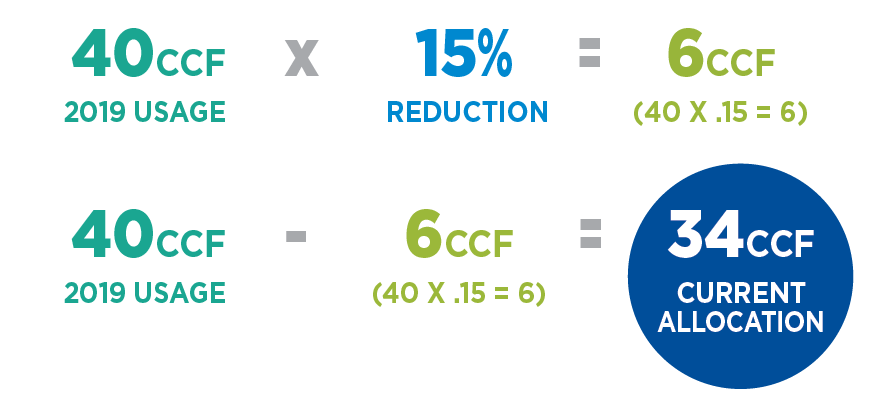 40CCF x 15% = 6CCF
2019 USAGE REDUCTION (40 X .15 = 6)
40CCF - 6CCF = 34CCF
2019 USAGE (40 X .15 = 6) CURRENT
ALLOCATION